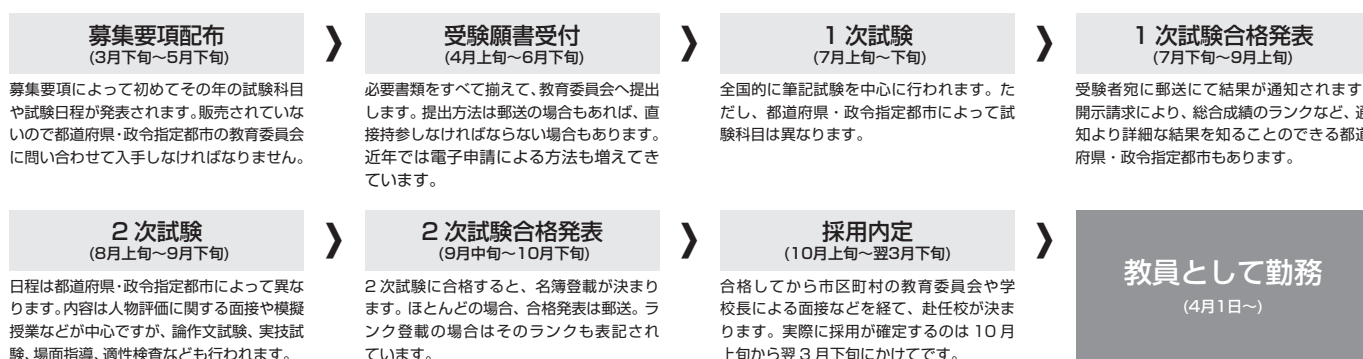 募集要項配布
(3月下旬〜5月下旬)
募集要項によって初めてその年の試験科目
や試験日程が発表されます。販売されていな
いので都道府県・政令指定都市の教育委員会
に問い合わせて入手しなければなりません。
❯
受験願書受付
(4月上旬〜6月下旬)
必要書類をすべて揃えて、教育委員会へ提出
します。提出方法は郵送の場合もあれば、直
接持参しなければならない場合もあります。
近年では電子申請による方法も増えてき
ています。
❯
1次試験
(7月上旬〜下旬)
全国的に筆記試験を中心に行われます。た
だし、都道府県・政令指定都市によって試
験科目は異なります。
❯
1次試験合格発表
(7月下旬〜9月上旬)
受験者宛に郵送にて結果が通知されます
開示請求により、総合成績のランクなど、通
知より詳細な結果を知ることのできる都道
府県・政令指定都市もあります。
2次試験
(8月上旬〜9月下旬)
日程は都道府県・政令指定都市によって異な
ります。内容は人物評価に関する面接や模擬
授業などが中心ですが、論作文試験、実技試
験、場面指導、適性検査なども行われます。
❯
2次試験合格発表
(9月中旬〜10月下旬)
2次試験に合格すると、名簿登載が決まり
ます。ほとんどの場合、合格発表は郵送。ラ
ンク登載の場合はそのランクも表記され
ています。
❯
採用内定
(10月上旬〜翌3月下旬)
合格してから市区町村の教育委員会や学
校長による面接などを経て、赴任校が決ま
ります。実際に採用が確定するのは10月
上旬から翌3月下旬にかけてです。
❯
教員として勤務
(4月1日〜)